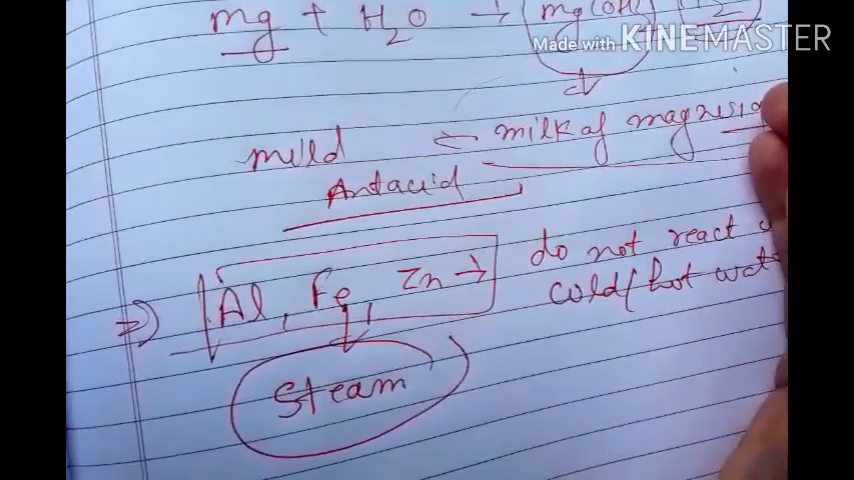 mg + H2O → mg(OH)
Made with KINEMASTER
mild ← milk of magnesia
Antacid
⇒ Al, Fe, Zn → do not react
cold/hot wat
Steam